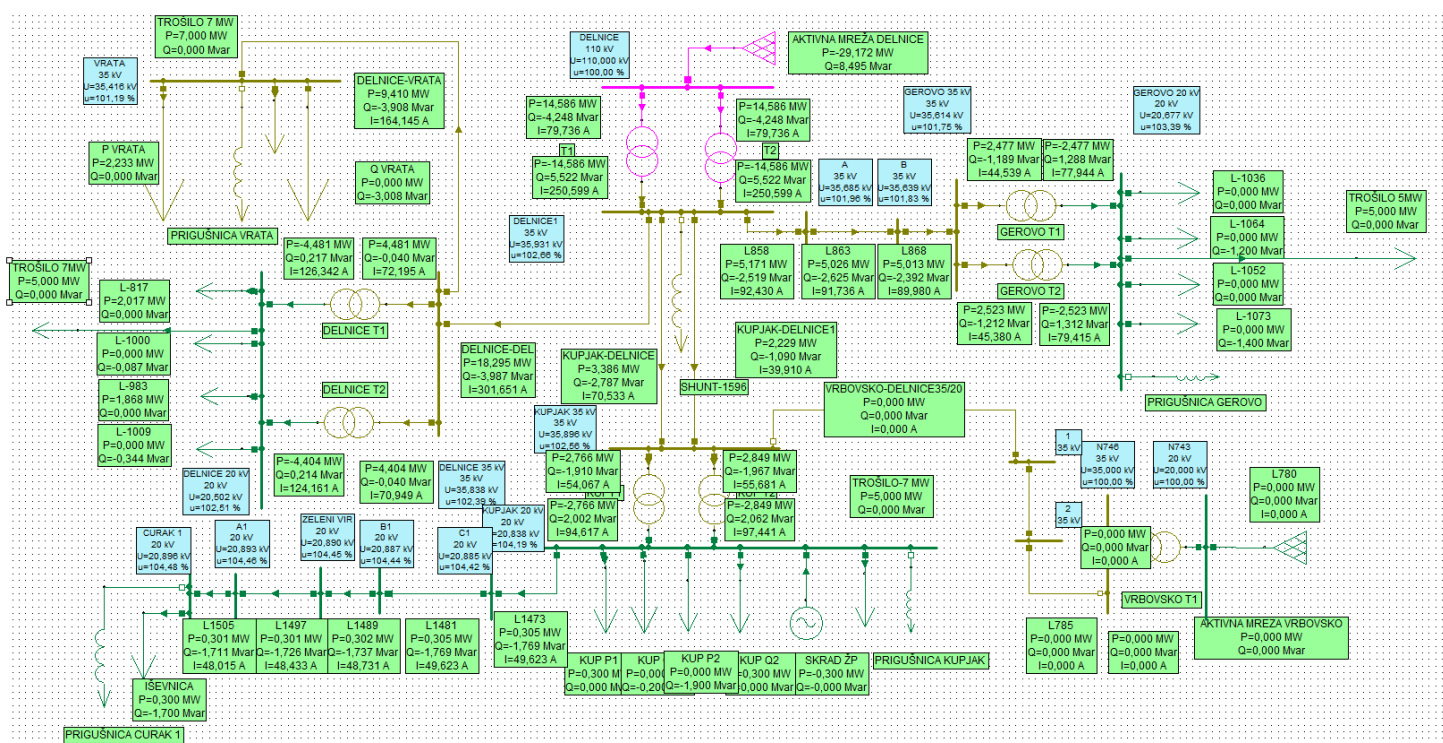 TROŠILO 7 MW
P=7,000 MW
Q=0,000 Mvar
VRATA
35 kV
U=35,416 kV
u=101,19 %
DELNICE-VRATA
P=9,410 MW
Q=-3,908 Mvar
I=164,145 A
P VRATA
P=2,233 MW
Q=0,000 Mvar
Q VRATA
P=0,000 MW
Q=-3,008 Mvar
PRIGUŠNICA VRATA
DELNICE
110 kV
U=110,000 kV
u=100,00 %
AKTIVNA MREŽA DELNICE
P=-29,172 MW
Q=8,495 Mvar
P=14,586 MW
Q=-4,248 Mvar
I=79,736 A
T1
P=-14,586 MW
Q=5,522 Mvar
I=250,599 A
P=14,586 MW
Q=-4,248 Mvar
I=79,736 A
T2
P=-14,586 MW
Q=5,522 Mvar
I=250,599 A
DELNICE1
35 kV
U=35,931 kV
u=102,66 %
A
35 kV
U=35,685 kV
u=101,96 %
B
35 kV
U=35,639 kV
u=101,83 %
GEROVO 35 kV
35 kV
U=35,614 kV
u=101,75 %
GEROVO 20 kV
20 kV
U=20,677 kV
u=103,39 %
P=2,477 MW
Q=-1,189 Mvar
I=44,539 A
P=-2,477 MW
Q=1,288 Mvar
I=77,944 A
GEROVO T1
GEROVO T2
P=2,523 MW
Q=-1,212 Mvar
I=45,380 A
P=-2,523 MW
Q=1,312 Mvar
I=79,415 A
L-1036
P=0,000 MW
Q=0,000 Mvar
L-1064
P=0,000 MW
Q=-1,200 Mvar
L-1052
P=0,000 MW
Q=0,000 Mvar
L-1073
P=0,000 MW
Q=-1,400 Mvar
TROŠILO 5MW
P=5,000 MW
Q=0,000 Mvar
PRIGUŠNICA GEROVO
L858
P=5,171 MW
Q=-2,519 Mvar
I=92,430 A
L863
P=5,026 MW
Q=-2,625 Mvar
I=91,736 A
L868
P=5,013 MW
Q=-2,392 Mvar
I=89,980 A
TROŠILO 7MW
P=5,000 MW
Q=0,000 Mvar
P=-4,481 MW
Q=0,217 Mvar
I=126,342 A
P=4,481 MW
Q=-0,040 Mvar
I=72,195 A
L-817
P=2,017 MW
Q=0,000 Mvar
L-1000
P=0,000 MW
Q=-0,087 Mvar
L-983
P=1,868 MW
Q=0,000 Mvar
L-1009
P=0,000 MW
Q=-0,344 Mvar
DELNICE T1
DELNICE T2
P=-4,404 MW
Q=0,214 Mvar
I=124,161 A
P=4,404 MW
Q=-0,040 Mvar
I=70,949 A
DELNICE 20 kV
20 kV
U=20,502 kV
u=102,51 %
DELNICE 35 kV
35 kV
U=35,838 kV
u=102,39 %
DELNICE-DEL
P=18,295 MW
Q=-3,987 Mvar
I=301,651 A
KUPJAK-DELNICE
P=3,386 MW
Q=-2,787 Mvar
I=70,533 A
KUPJAK-DELNICE1
P=2,229 MW
Q=-1,090 Mvar
I=39,910 A
SHUNT-1596
VRBOVSKO-DELNICE35/20
P=0,000 MW
Q=0,000 Mvar
I=0,000 A
KUPJAK 35 kV
35 kV
U=35,896 kV
u=102,56 %
P=2,766 MW
Q=-1,910 Mvar
I=54,067 A
P=-2,766 MW
Q=2,002 Mvar
I=94,617 A
P=2,849 MW
Q=-1,967 Mvar
I=55,681 A
P=-2,849 MW
Q=2,062 Mvar
I=97,441 A
TROŠILO-7 MW
P=5,000 MW
Q=0,000 Mvar
KUPJAK 20 kV
20 kV
U=20,838 kV
u=104,19 %
CURAK 1
20 kV
U=20,896 kV
u=104,48 %
A1
20 kV
U=20,893 kV
u=104,46 %
ZELENI VIR
20 kV
U=20,890 kV
u=104,45 %
B1
20 kV
U=20,887 kV
u=104,44 %
C1
20 kV
U=20,885 kV
u=104,42 %
L1505
P=0,301 MW
Q=-1,711 Mvar
I=48,015 A
L1497
P=0,301 MW
Q=-1,726 Mvar
I=48,433 A
L1489
P=0,302 MW
Q=-1,737 Mvar
I=48,731 A
L1481
P=0,305 MW
Q=-1,769 Mvar
I=49,623 A
L1473
P=0,305 MW
Q=-1,769 Mvar
I=49,623 A
IŠEVNICA
P=0,300 MW
Q=-1,700 Mvar
PRIGUŠNICA CURAK 1
KUP P1
P=0,300 M
Q=0,000 Mv
KUP
P=0,00
Q=-0,20
KUP P2
P=0,000 MW
Q=-1,900 Mvar
KUP Q2
P=0,300 MW
Q=0,000 Mvar
SKRAD ŽP
P=-0,300 MW
Q=-0,000 Mvar
PRIGUŠNICA KUPJAK
1
35 kV
2
35 kV
N746
35 kV
U=35,000 kV
u=100,00 %
N743
20 kV
U=20,000 kV
u=100,00 %
L780
P=0,000 MW
Q=0,000 Mvar
I=0,000 A
P=0,000 MW
Q=0,000 Mvar
I=0,000 A
VRBOVSKO T1
L785
P=0,000 MW
Q=0,000 Mvar
I=0,000 A
P=0,000 MW
Q=0,000 Mvar
I=0,000 A
AKTIVNA MREZA VRBOVSKO
P=0,000 MW
Q=0,000 Mvar